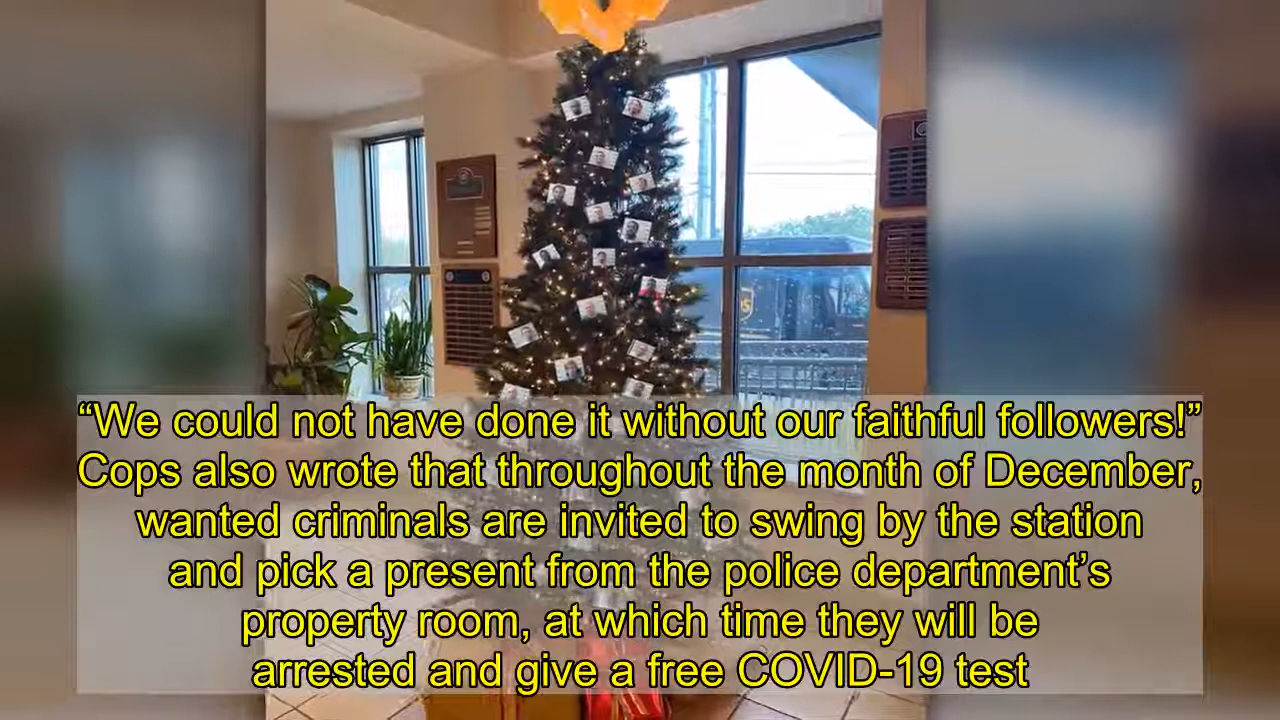 “We could not have done it without our faithful followers!”
Cops also wrote that throughout the month of December,
wanted criminals are invited to swing by the station
and pick a present from the police department’s
property room, at which time they will be
arrested and give a free COVID-19 test